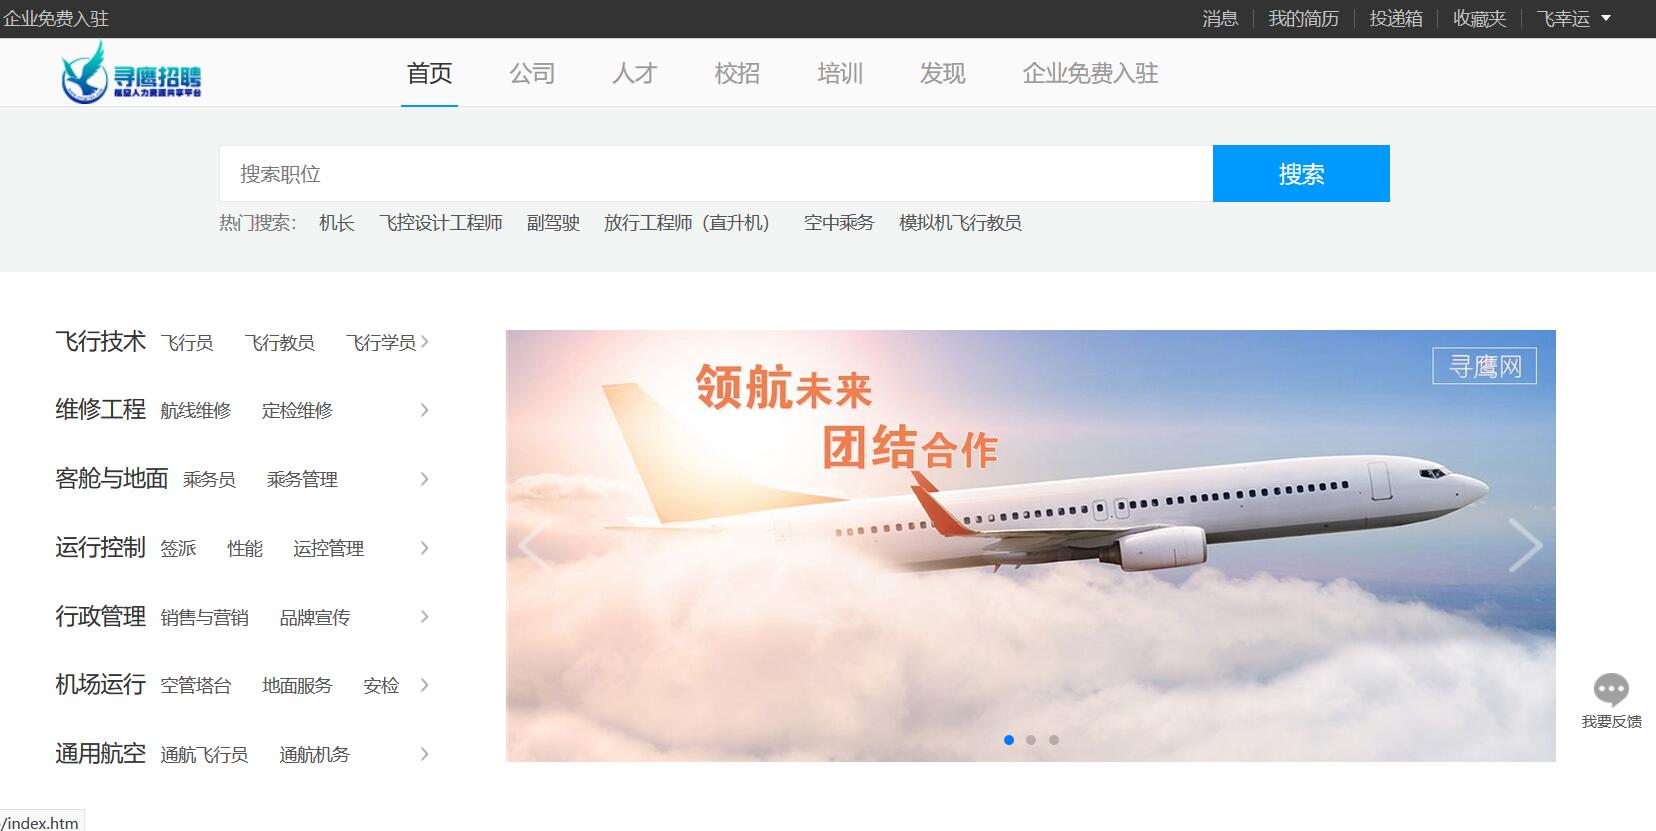 企业免费入驻 消息 我的简历 投递箱 收藏夹 飞幸运
寻鹰招聘
航空人力资源共享平台
首页 公司 人才 校招 培训 发现 企业免费入驻
搜索职位 搜索
热门搜索： 机长 飞控设计工程师 副驾驶 放行工程师（直升机） 空中乘务 模拟机飞行教员
飞行技术 飞行员 飞行教员 飞行学员
维修工程 航线维修 定检维修
客舱与地面 乘务员 乘务管理
运行控制 签派 性能 运控管理
行政管理 销售与营销 品牌宣传
机场运行 空管塔台 地面服务 安检
通用航空 通航飞行员 通航机务
寻鹰网
领航未来
团结合作
我要反馈
/index.htm